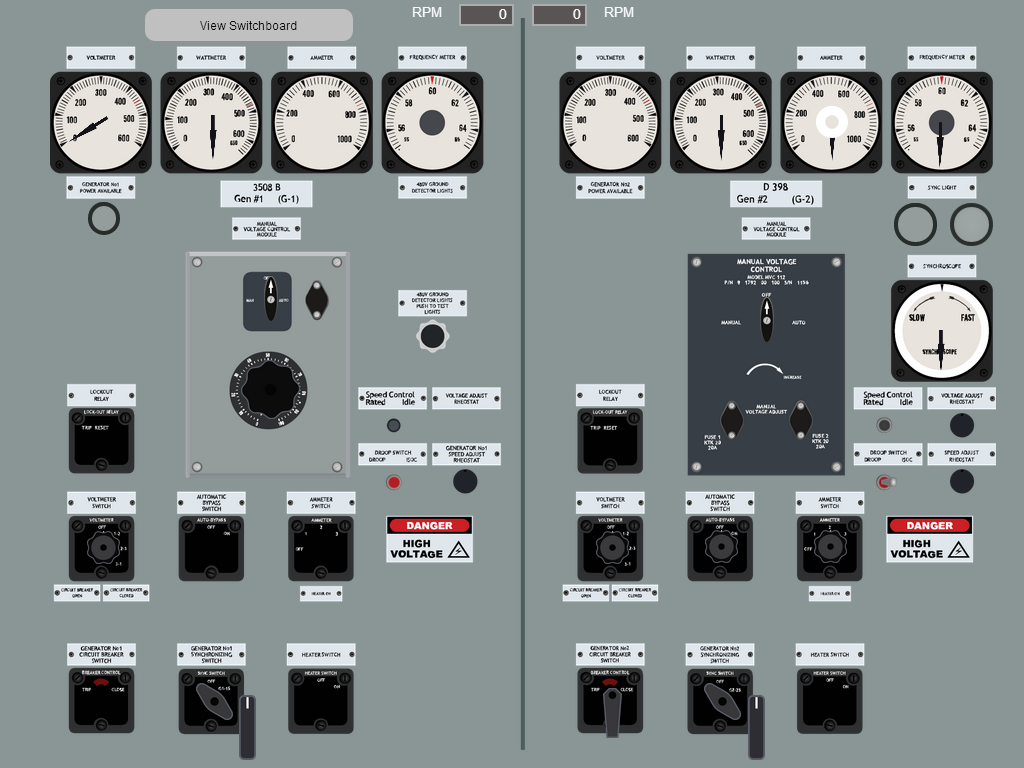 View Switchboard
RPM 0
0 RPM
VOLTMETER
WATTMETER
AMMETER
FREQUENCY METER
VOLTMETER
WATTMETER
AMMETER
FREQUENCY METER
0 100 200 300 400 500 600
0 100 200 300 400 500 600 650
0 200 400 600 800 1000
55 56 58 60 62 64
0 100 200 300 400 500 600
0 100 200 300 400 500 600 650
0 200 400 600 800 1000
55 56 58 60 62 64
GENERATOR No1
POWER AVAILABLE
3508 B
Gen #1 (G-1)
480V GROUND
DETECTOR LIGHTS
GENERATOR No2
POWER AVAILABLE
D 398
Gen #2 (G-2)
SYNC LIGHT
MANUAL
VOLTAGE CONTROL
MODULE
MANUAL
VOLTAGE CONTROL
MODULE
OFF
MAN AUTO
480V GROUND
DETECTOR LIGHTS
PUSH TO TEST
LIGHTS
MANUAL VOLTAGE
CONTROL
MODEL MVC 112
P/N 9 1792 00 100 S/N 1196
OFF
MANUAL AUTO
INCREASE
MANUAL
VOLTAGE ADJUST
FUSE 1
KTK 20
20A
FUSE 2
KTK 20
20A
SYNCHROSCOPE
SLOW FAST
SYNCHROSCOPE
LOCKOUT
RELAY
LOCK-OUT RELAY
TRIP RESET
Speed Control
Rated Idle
VOLTAGE ADJUST
RHEOSTAT
DROOP SWITCH
DROOP ISOC
GENERATOR No1
SPEED ADJUST
RHEOSTAT
LOCKOUT
RELAY
LOCK-OUT RELAY
TRIP RESET
Speed Control
Rated Idle
VOLTAGE ADJUST
RHEOSTAT
DROOP SWITCH
DROOP ISOC
SPEED ADJUST
RHEOSTAT
VOLTMETER
SWITCH
AUTOMATIC
BYPASS
SWITCH
AMMETER
SWITCH
VOLTMETER
OFF
1-2
2-3
3-1
AUTO-BYPASS
OFF
ON
AMMETER
OFF 1 2 3
DANGER
HIGH
VOLTAGE
VOLTMETER
SWITCH
AUTOMATIC
BYPASS
SWITCH
AMMETER
SWITCH
VOLTMETER
OFF
1-2
2-3
3-1
AUTO-BYPASS
OFF
ON
AMMETER
OFF 1 2 3
DANGER
HIGH
VOLTAGE
CIRCUIT BREAKER
OPEN
CIRCUIT BREAKER
CLOSED
HEATER ON
CIRCUIT BREAKER
OPEN
CIRCUIT BREAKER
CLOSED
HEATER ON
GENERATOR No1
CIRCUIT BREAKER
SWITCH
GENERATOR No1
SYNCHRONIZING
SWITCH
HEATER SWITCH
BREAKER CONTROL
TRIP CLOSE
SYNC SWITCH
OFF
HEATER SWITCH
OFF
ON
GENERATOR No2
CIRCUIT BREAKER
SWITCH
GENERATOR No2
SYNCHRONIZING
SWITCH
HEATER SWITCH
BREAKER CONTROL
TRIP CLOSE
SYNC SWITCH
OFF
HEATER SWITCH
OFF
ON